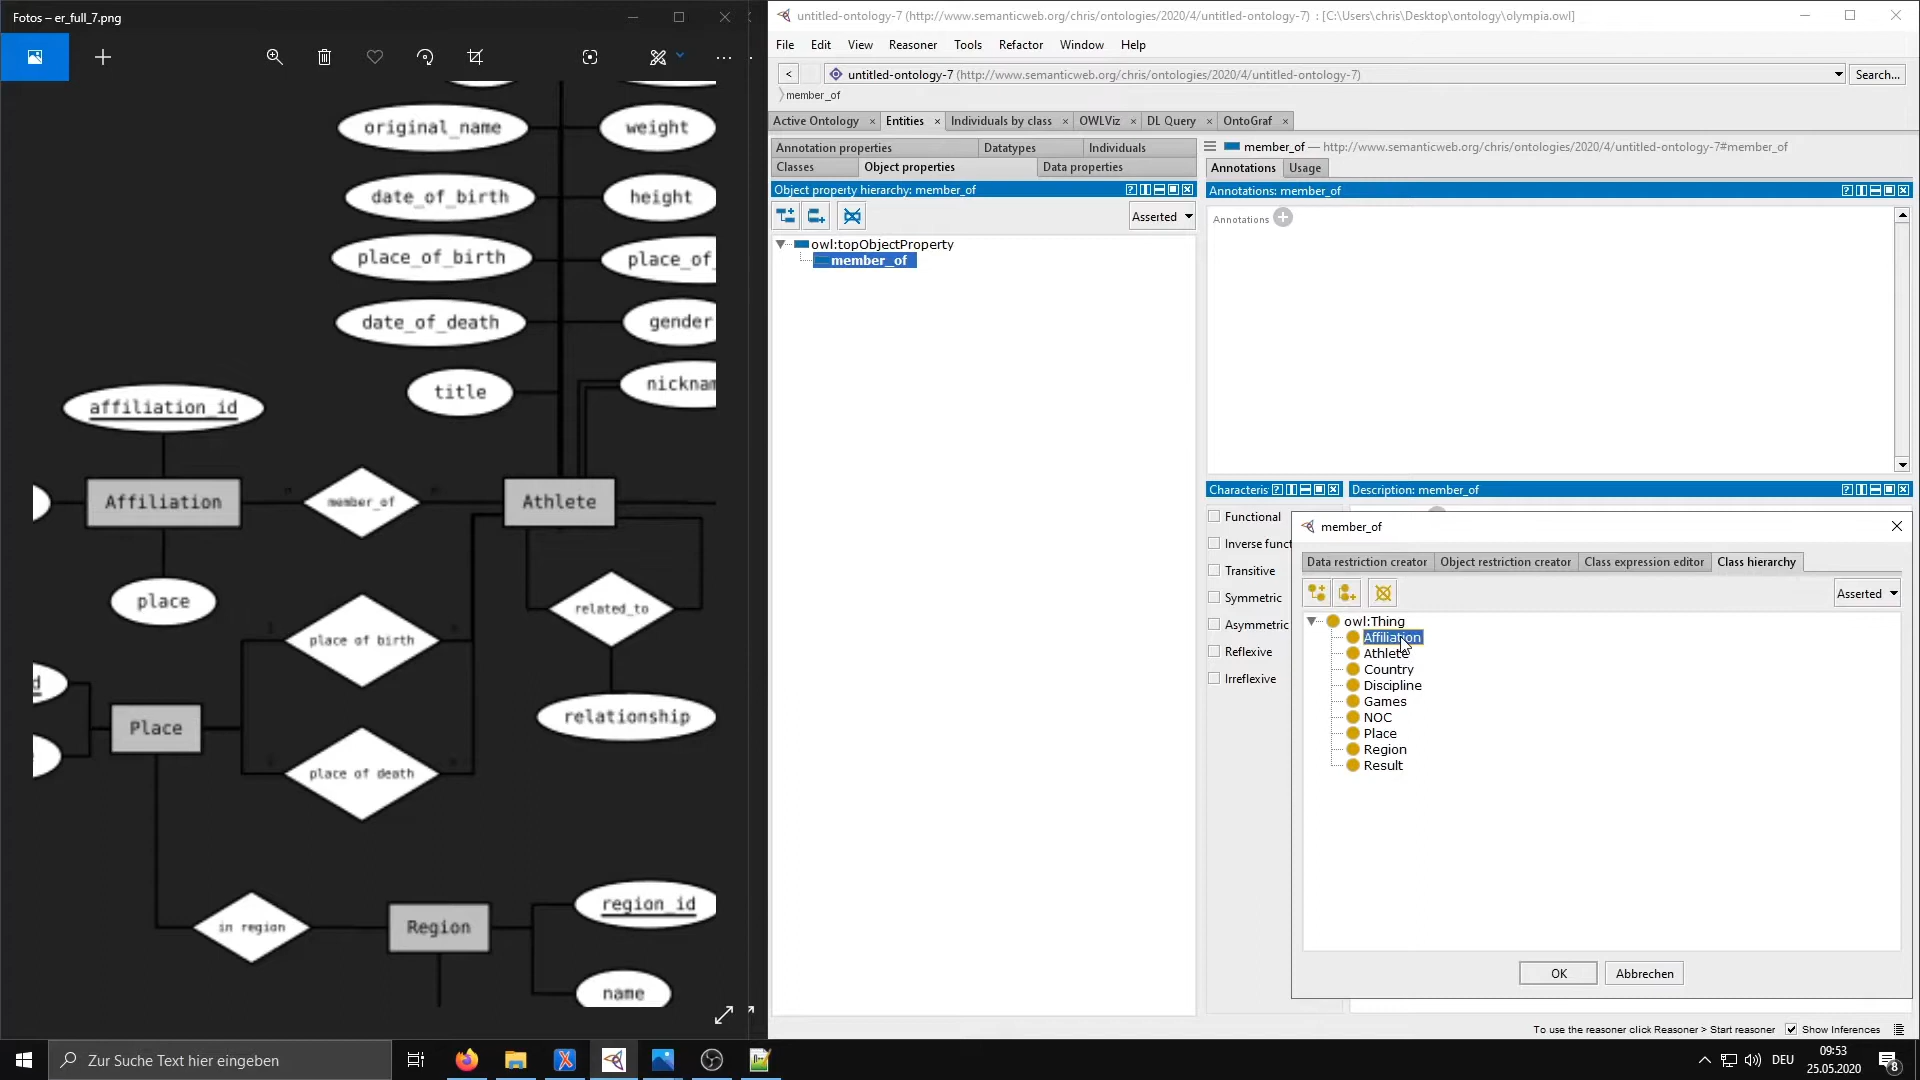 Fotos – er_full_7.png
original_name
weight
date_of_birth
height
place_of_birth
place_of_
date_of_death
gender
title
nicknam
affiliation_id
Affiliation
member_of
Athlete
place
related_to
place of birth
d
relationship
Place
place of death
region_id
in region
Region
name
untitled-ontology-7 (http://www.semanticweb.org/chris/ontologies/2020/4/untitled-ontology-7) : [C:\Users\chris\Desktop\ontology\olympia.owl]
File Edit View Reasoner Tools Refactor Window Help
< untitled-ontology-7 (http://www.semanticweb.org/chris/ontologies/2020/4/untitled-ontology-7) Search...
member_of
Active Ontology × Entities × Individuals by class × OWLViz × DL Query × OntoGraf ×
Annotation properties Datatypes Individuals
Classes Object properties Data properties
Object property hierarchy: member_of
Asserted
owl:topObjectProperty
member_of
member_of — http://www.semanticweb.org/chris/ontologies/2020/4/untitled-ontology-7#member_of
Annotations Usage
Annotations: member_of
Annotations
Characteris
Description: member_of
Functional
Inverse funct
Transitive
Symmetric
Asymmetric
Reflexive
Irreflexive
member_of
Data restriction creator Object restriction creator Class expression editor Class hierarchy
Asserted
owl:Thing
Affiliation
Athlete
Country
Discipline
Games
NOC
Place
Region
Result
OK Abbrechen
To use the reasoner click Reasoner > Start reasoner Show Inferences
Zur Suche Text hier eingeben
DEU
09:53
25.05.2020
8